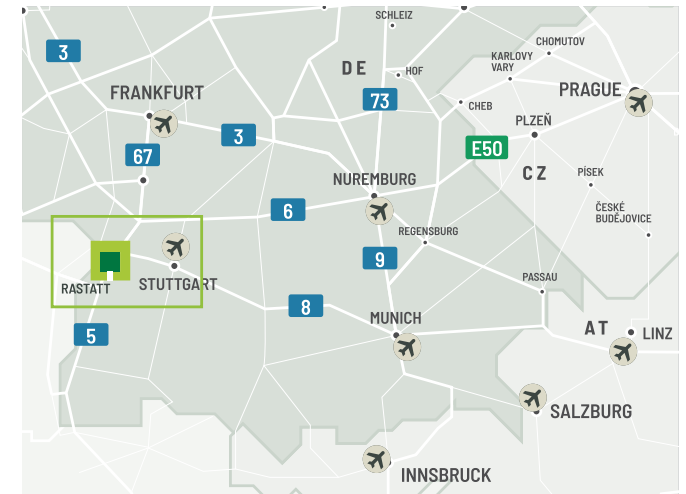 SCHLEIZ
CHOMUTOV
3
KARLOVY
VARY
DE
HOF
FRANKFURT
PRAGUE
73
CHEB
PLZEŇ
3
67
E50
CZ
PÍSEK
NUREMBURG
6
ČESKÉ
BUDĚJOVICE
REGENSBURG
9
PASSAU
STUTTGART
RASTATT
8
MUNICH
AT
LINZ
5
SALZBURG
INNSBRUCK